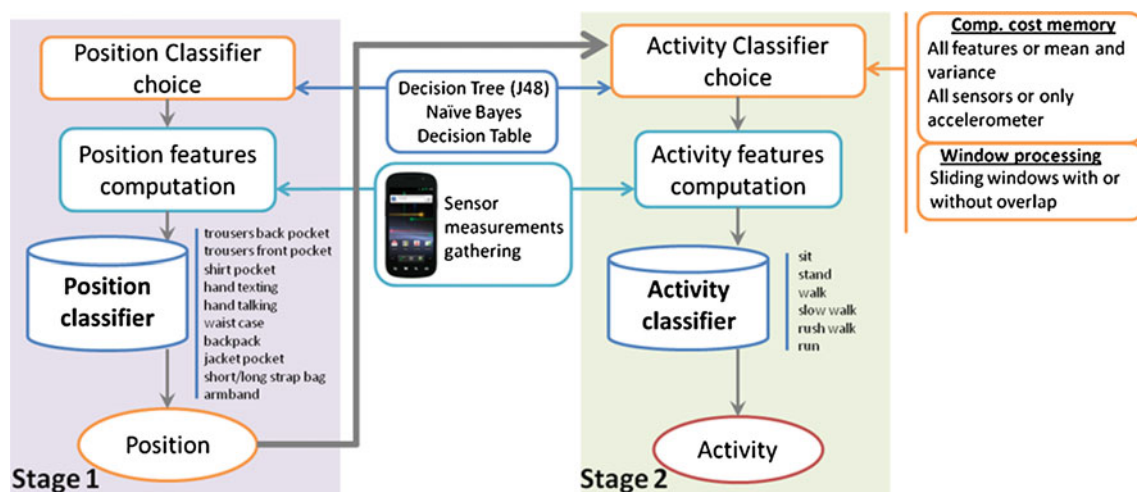 Position Classifier
choice
Position features
computation
Position
classifier
trousers back pocket
trousers front pocket
shirt pocket
hand texting
hand talking
waist case
backpack
jacket pocket
short/long strap bag
armband
Position
Stage 1
Decision Tree (J48)
Naïve Bayes
Decision Table
Sensor
measurements
gathering
Activity Classifier
choice
Activity features
computation
Activity
classifier
sit
stand
walk
slow walk
rush walk
run
Activity
Stage 2
Comp. cost memory
All features or mean and
variance
All sensors or only
accelerometer
Window processing
Sliding windows with or
without overlap